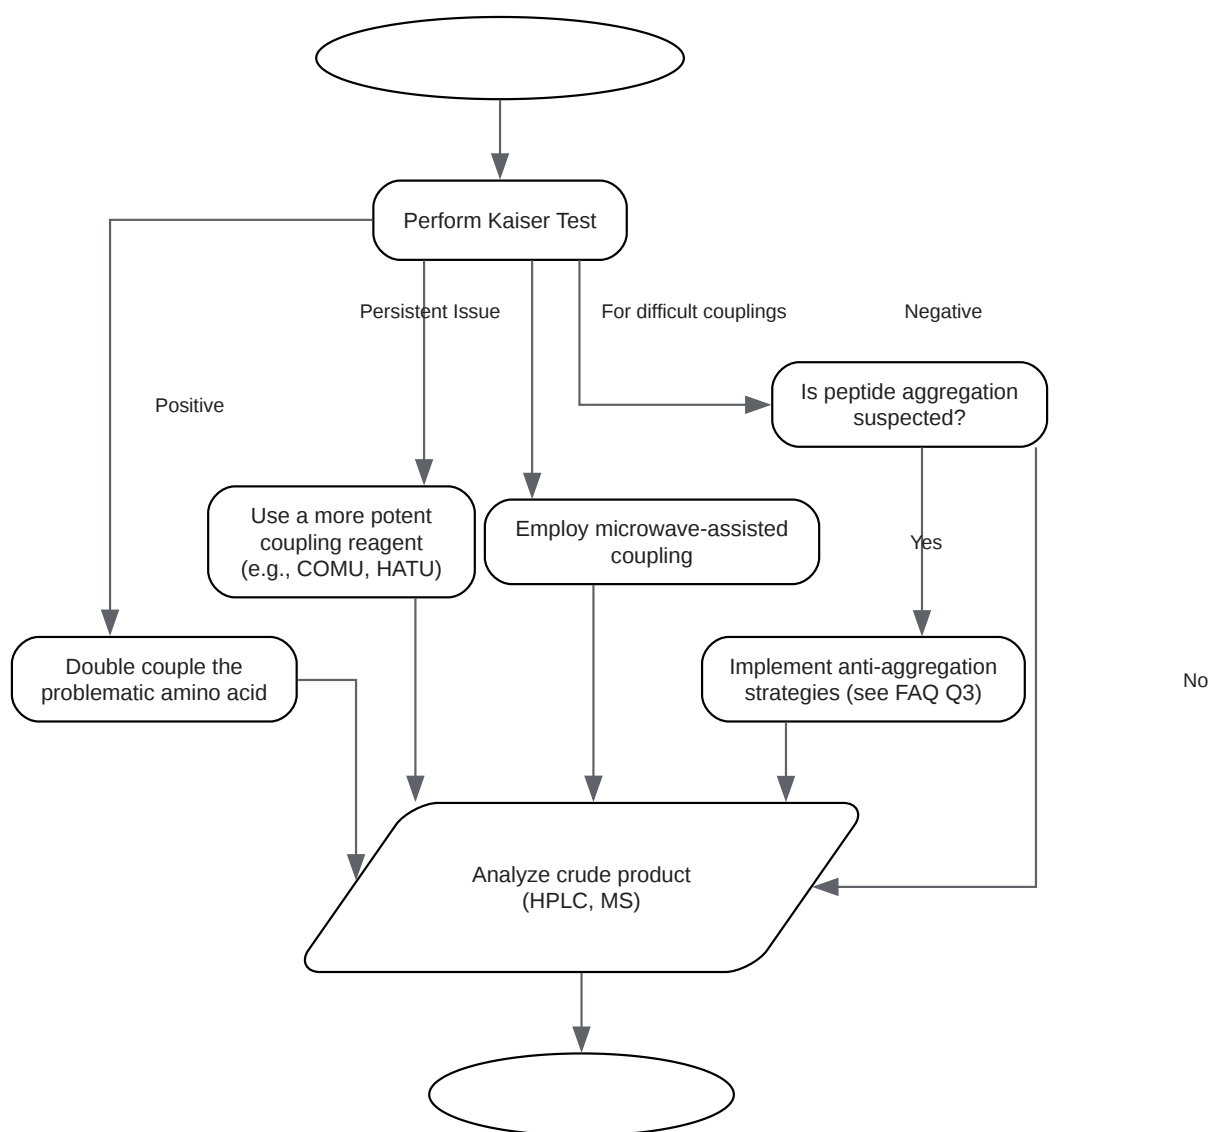 Perform Kaiser Test
Persistent Issue
For difficult couplings
Negative
Positive
Is peptide aggregation
suspected?
Use a more potent
coupling reagent
(e.g., COMU, HATU)
Employ microwave-assisted
coupling
Yes
Double couple the
problematic amino acid
Implement anti-aggregation
strategies (see FAQ Q3)
No
Analyze crude product
(HPLC, MS)